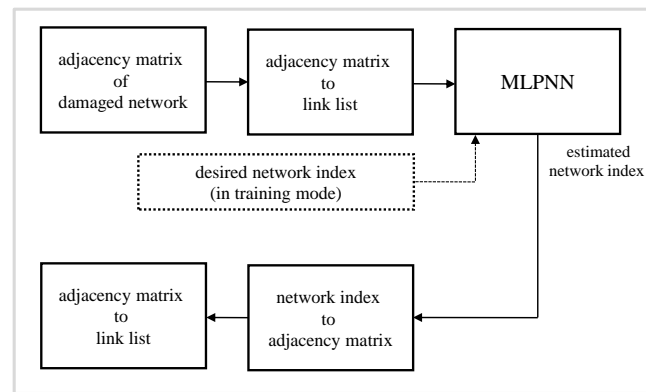 adjacency matrix
of
damaged network
adjacency matrix
to
link list
MLPNN
desired network index
(in training mode)
estimated
network index
adjacency matrix
to
link list
network index
to
adjacency matrix